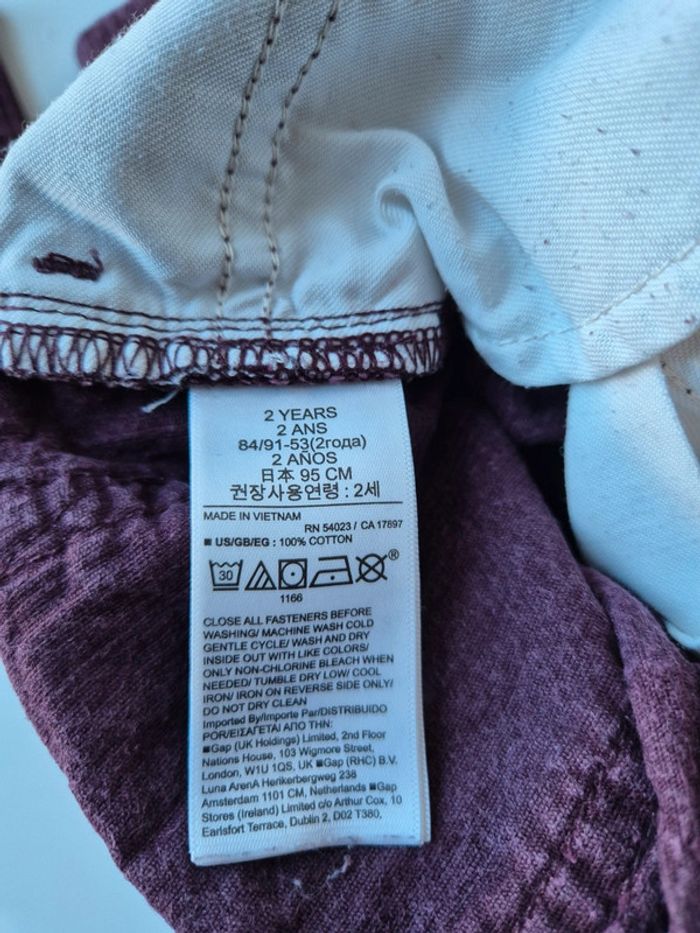 2 YEARS
2 ANS
84/91-53(2года)
2 AÑOS
日本 95 CM
권장사용연령 : 2세
MADE IN VIETNAM
RN 54023 / CA 17897
■ US/GB/EG : 100% COTTON
30
®
1166
CLOSE ALL FASTENERS BEFORE
WASHING/ MACHINE WASH COLD
GENTLE CYCLE/ WASH AND DRY
INSIDE OUT WITH LIKE COLORS/
ONLY NON-CHLORINE BLEACH WHEN
NEEDED/ TUMBLE DRY LOW/ COOL
IRON/ IRON ON REVERSE SIDE ONLY/
DO NOT DRY CLEAN
Imported By/Importe Par/DISTRIBUIDO
POR/ΕΙΣΑΓΕΤΑΙ ΑΠΟ ΤΗΝ:
■Gap (UK Holdings) Limited, 2nd Floor
Nations House, 103 Wigmore Street,
London, W1U 1QS, UK ■Gap (RHC) B.V.
Luna ArenA Herikerbergweg 238
Amsterdam 1101 CM, Netherlands ■Gap
Stores (Ireland) Limited c/o Arthur Cox, 10
Earlsfort Terrace, Dublin 2, D02 T380,